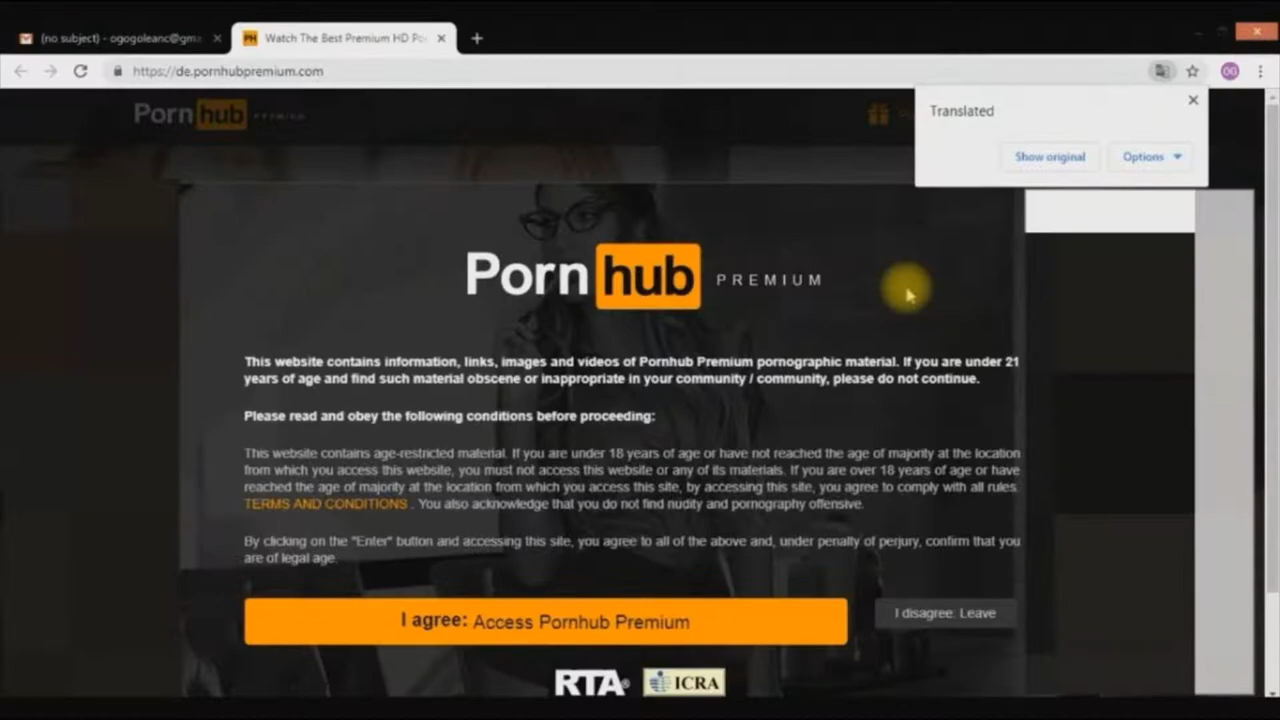 (no subject) - ogogoleanc@gma
Watch The Best Premium HD Po
https://de.pornhubpremium.com
Porn hub PREMIUM
Translated
Show original
Options
Porn hub PREMIUM
This website contains information, links, images and videos of Pornhub Premium pornographic material. If you are under 21
years of age and find such material obscene or inappropriate in your community / community, please do not continue.
Please read and obey the following conditions before proceeding:
This website contains age-restricted material. If you are under 18 years of age or have not reached the age of majority at the location
from which you access this website, you must not access this website or any of its materials. If you are over 18 years of age or have
reached the age of majority at the location from which you access this site, by accessing this site, you agree to comply with all rules.
TERMS AND CONDITIONS . You also acknowledge that you do not find nudity and pornography offensive.
By clicking on the "Enter" button and accessing this site, you agree to all of the above and, under penalty of perjury, confirm that you
are of legal age.
I agree: Access Pornhub Premium
I disagree: Leave
RTA
ICRA